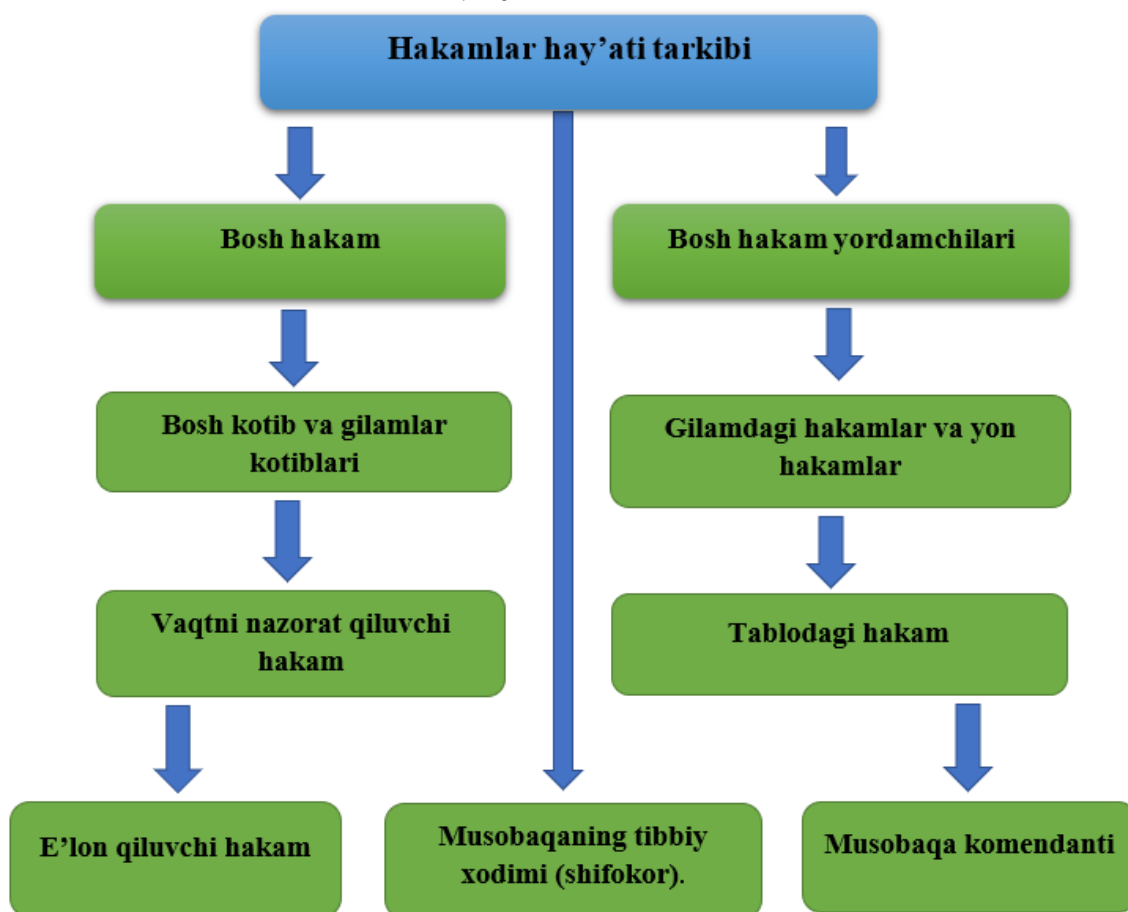 Hakamlar hay’ati tarkibi
Bosh hakam
Bosh hakam yordamchilari
Bosh kotib va gilamlar
kotiblari
Gilamdagi hakamlar va yon
hakamlar
Vaqtni nazorat qiluvchi
hakam
Tablodagi hakam
E’lon qiluvchi hakam
Musobaqaning tibbiy
xodimi (shifokor).
Musobaqa komendanti